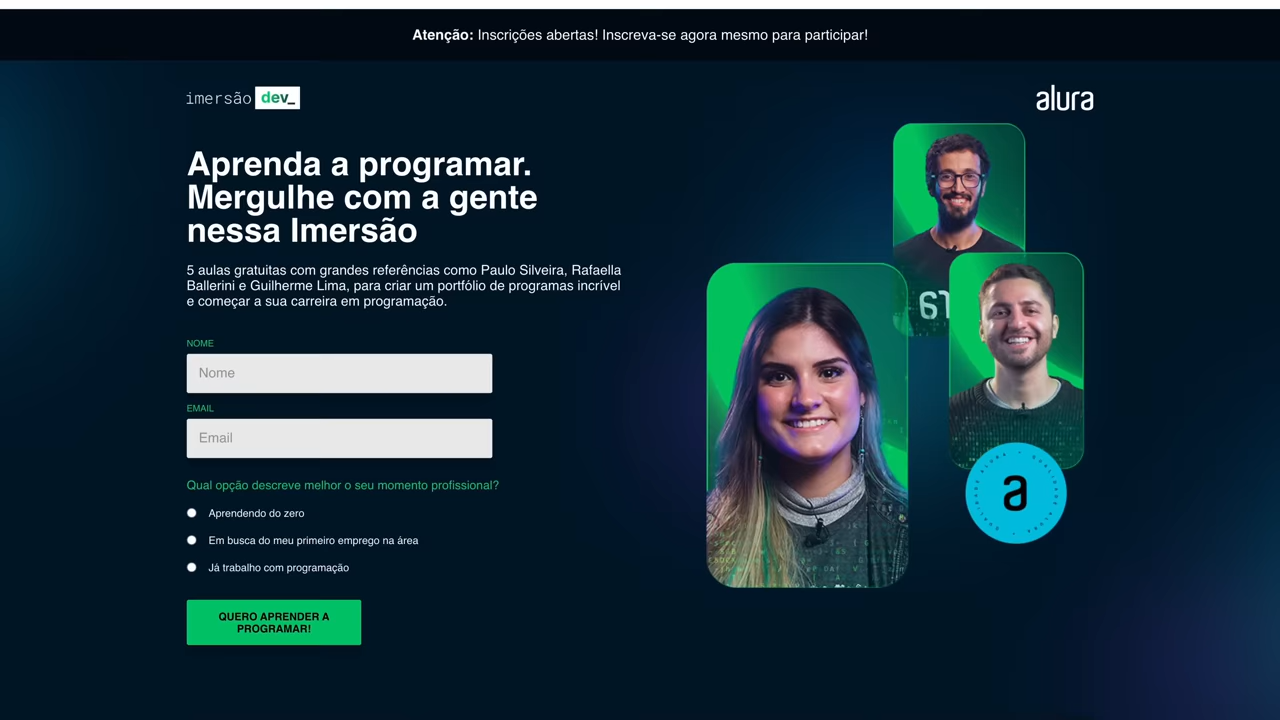 Atenção: Inscrições abertas! Inscreva-se agora mesmo para participar!
imersão dev_
alura
Aprenda a programar.
Mergulhe com a gente
nessa Imersão
5 aulas gratuitas com grandes referências como Paulo Silveira, Rafaella
Ballerini e Guilherme Lima, para criar um portfólio de programas incrível
e começar a sua carreira em programação.
NOME
Nome
EMAIL
Email
Qual opção descreve melhor o seu momento profissional?
Aprendendo do zero
Em busca do meu primeiro emprego na área
Já trabalho com programação
QUERO APRENDER A
PROGRAMAR!
a